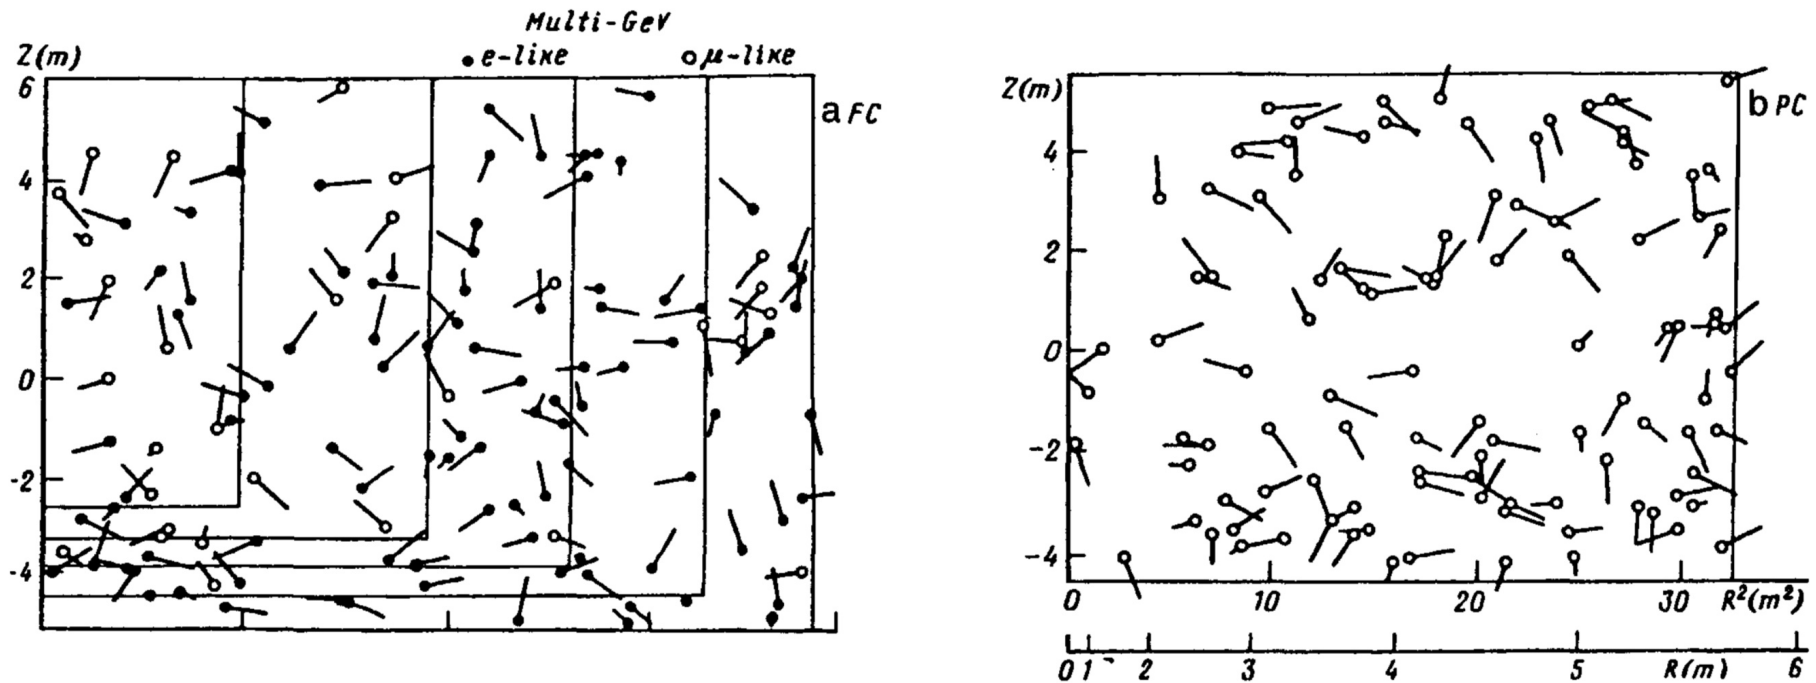 Multi-GeV
Z(m)
• e-like
○ μ-like
6
4
2
0
-2
-4
a FC
Z(m)
4
2
0
-2
-4
b PC
0 10 20 30 R²(m²)
0 1 2 3 4 5 R(m) 6